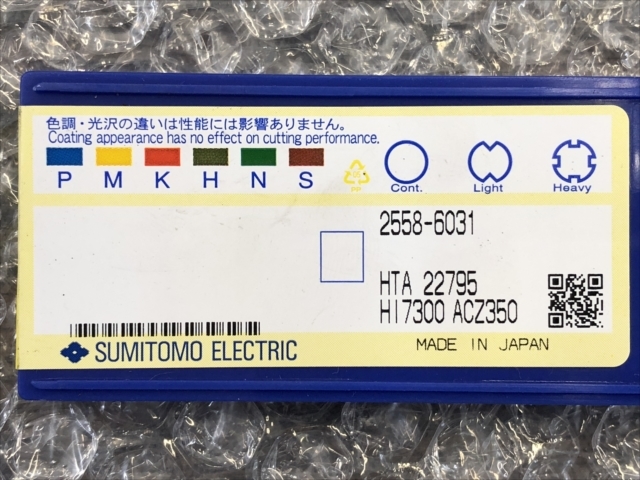 色調・光沢の違いは性能には影響ありません。
Coating appearance has no effect on cutting performance.
P M K H N S
PP
Cont. Light Heavy
2558-6031
HTA 22795
HI7300 ACZ350
SUMITOMO ELECTRIC
MADE IN JAPAN